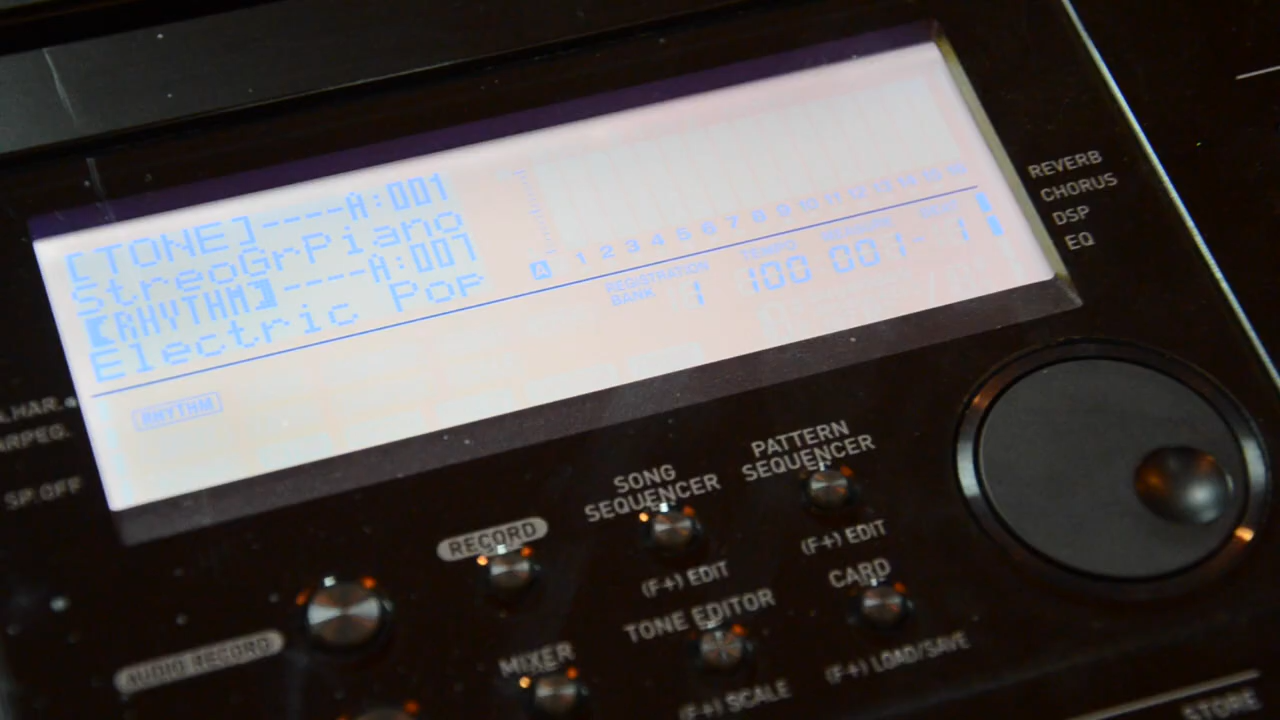 [TONE]----A:001
StereoGrPiano
【RHYTHM】---A:007
Electric Pop
A 1 2 3 4 5 6 7 8 9 10 11 12 13 14 15 16
REGISTRATION
BANK 1
TEMPO
100
MEASURE
001-
BEAT
1
RHYTHM
REVERB
CHORUS
DSP
EQ
ARPEG.
SP OFF
RECORD
SONG
SEQUENCER
(F+) EDIT
PATTERN
SEQUENCER
(F+) EDIT
AUDIO RECORD
MIXER
TONE EDITOR
(F+) SCALE
CARD
(F+) LOAD/SAVE
STORE